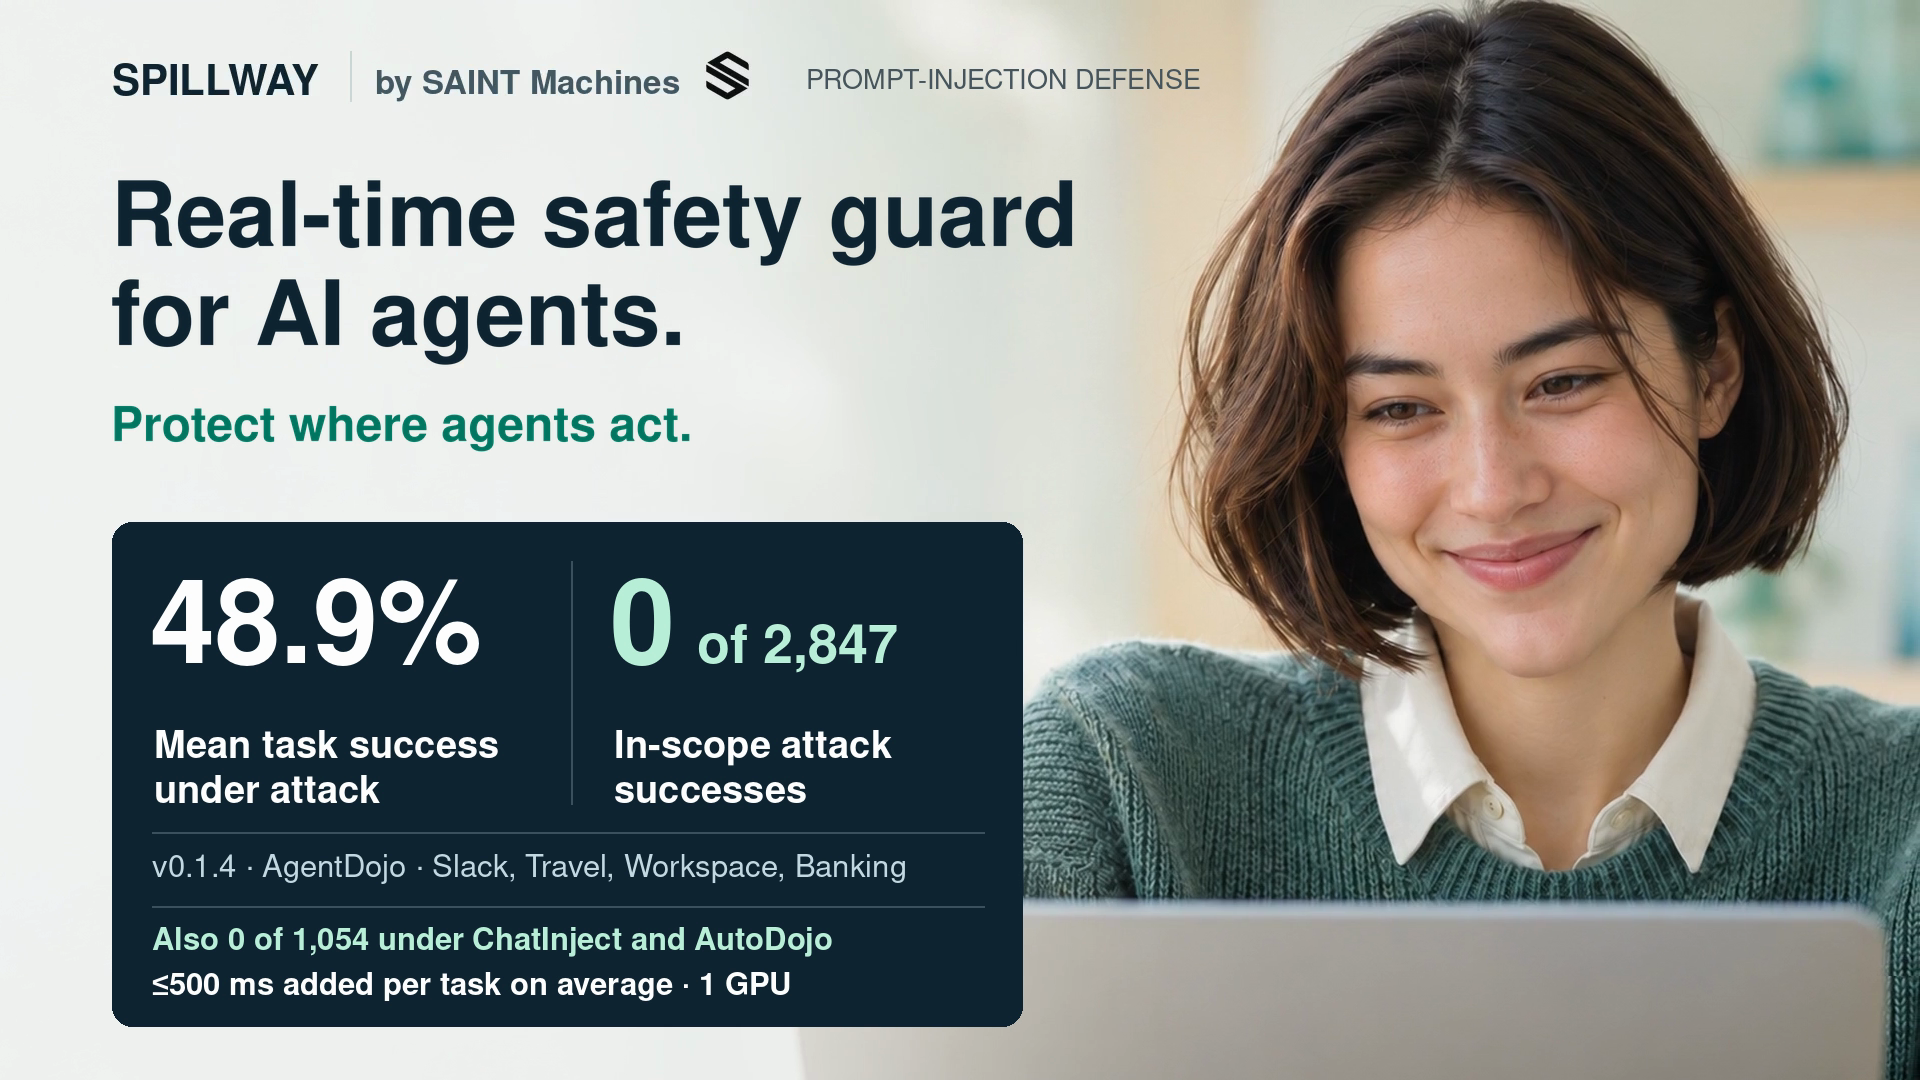 SPILLWAY
by SAINT Machines
PROMPT-INJECTION DEFENSE
Real-time safety guard
for AI agents.
Protect where agents act.
48.9%
Mean task success
under attack
0 of 2,847
In-scope attack
successes
v0.1.4 · AgentDojo · Slack, Travel, Workspace, Banking
Also 0 of 1,054 under ChatInject and AutoDojo
≤500 ms added per task on average · 1 GPU